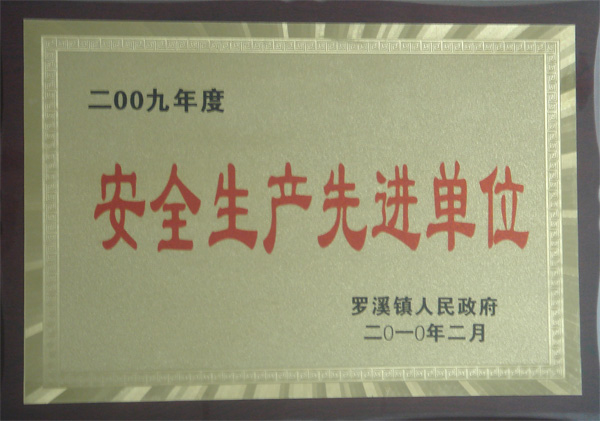 二00九年度
安全生产先进单位
罗溪镇人民政府
二0一0年二月